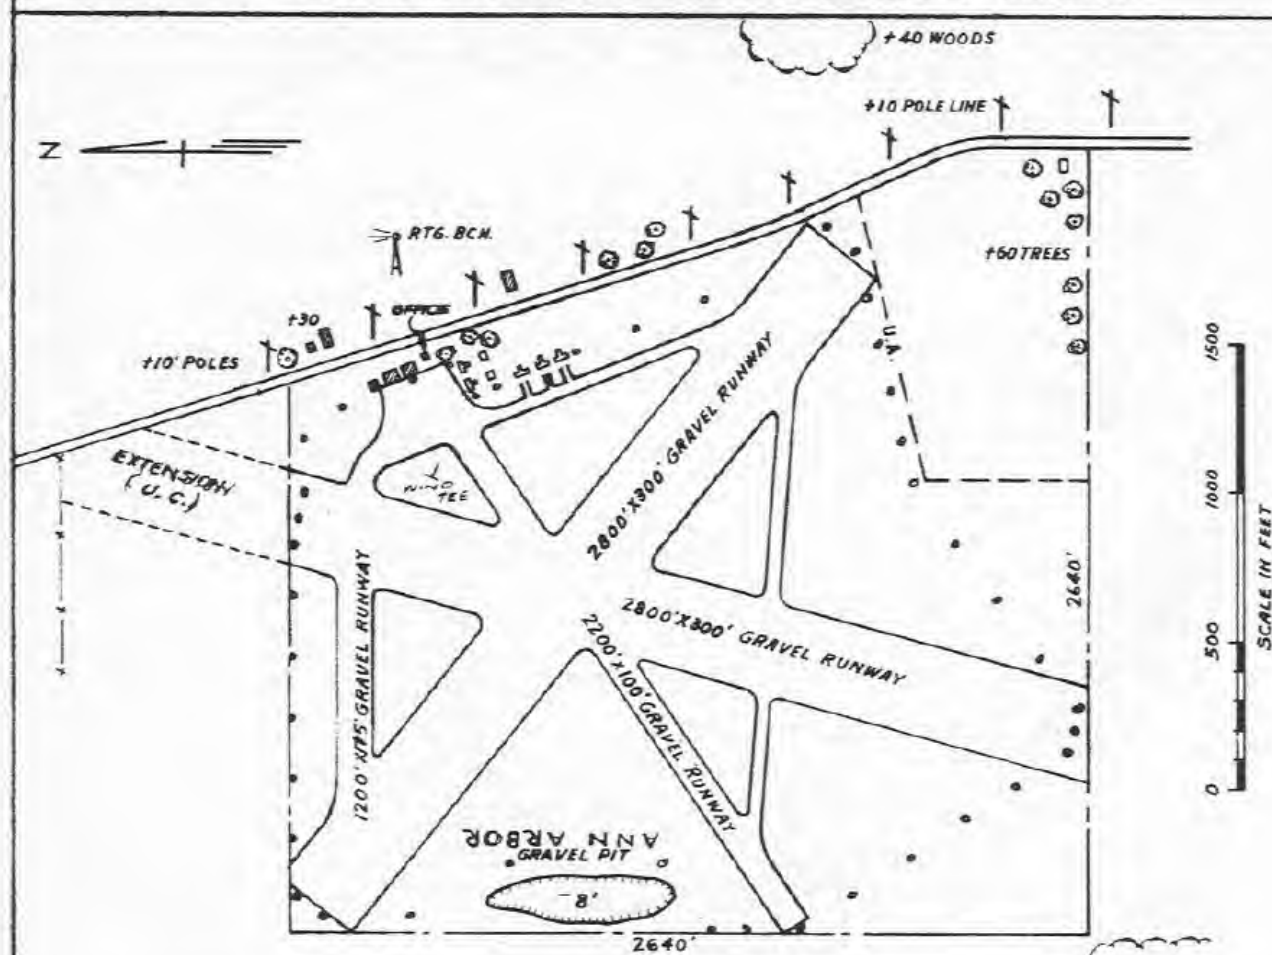 +40 WOODS
+10 POLE LINE
N
RTG. BCN.
+60 TREES
OFFICE
+30
+10' POLES
U.A.
1500
EXTENSION
(U.C.)
WIND
TEE
2800'X300' GRAVEL RUNWAY
1000
SCALE IN FEET
1200'X175' GRAVEL RUNWAY
2800'X300' GRAVEL RUNWAY
2640'
2200'X100' GRAVEL RUNWAY
500
0
ANN ARBOR
GRAVEL PIT
-8'
2640'